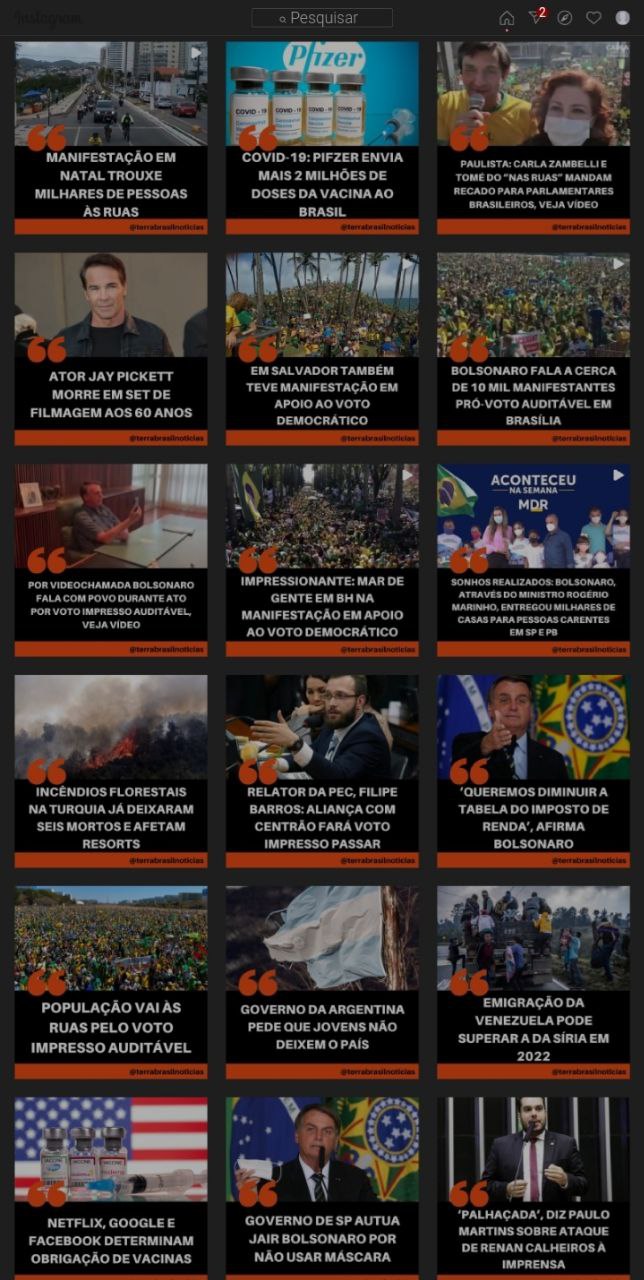 Instagram
Pesquisar
2
Pfizer
COVID - 19 COVID - 19 COVID - 19 COVID - 19
MANIFESTAÇÃO EM
NATAL TROUXE
MILHARES DE PESSOAS
ÀS RUAS
@terrabrasilnoticias
COVID-19: PIFZER ENVIA
MAIS 2 MILHÕES DE
DOSES DA VACINA AO
BRASIL
@terrabrasilnoticias
PAULISTA: CARLA ZAMBELLI E
TOMÉ DO "NAS RUAS" MANDAM
RECADO PARA PARLAMENTARES
BRASILEIROS, VEJA VÍDEO
@terrabrasilnoticias
ATOR JAY PICKETT
MORRE EM SET DE
FILMAGEM AOS 60 ANOS
@terrabrasilnoticias
EM SALVADOR TAMBÉM
TEVE MANIFESTAÇÃO EM
APOIO AO VOTO
DEMOCRÁTICO
@terrabrasilnoticias
BOLSONARO FALA A CERCA
DE 10 MIL MANIFESTANTES
PRÓ-VOTO AUDITÁVEL EM
BRASÍLIA
@terrabrasilnoticias
POR VIDEOCHAMADA BOLSONARO
FALA COM POVO DURANTE ATO
POR VOTO IMPRESSO AUDITÁVEL,
VEJA VÍDEO
@terrabrasilnoticias
IMPRESSIONANTE: MAR DE
GENTE EM BH NA
MANIFESTAÇÃO EM APOIO
AO VOTO DEMOCRÁTICO
@terrabrasilnoticias
ACONTECEU
NA SEMANA
MDR
SONHOS REALIZADOS: BOLSONARO,
ATRAVÉS DO MINISTRO ROGÉRIO
MARINHO, ENTREGOU MILHARES DE
CASAS PARA PESSOAS CARENTES
EM SP E PB
@terrabrasilnoticias
INCÊNDIOS FLORESTAIS
NA TURQUIA JÁ DEIXARAM
SEIS MORTOS E AFETAM
RESORTS
@terrabrasilnoticias
RELATOR DA PEC, FILIPE
BARROS: ALIANÇA COM
CENTRÃO FARÁ VOTO
IMPRESSO PASSAR
@terrabrasilnoticias
'QUEREMOS DIMINUIR A
TABELA DO IMPOSTO DE
RENDA', AFIRMA
BOLSONARO
@terrabrasilnoticias
POPULAÇÃO VAI ÀS
RUAS PELO VOTO
IMPRESSO AUDITÁVEL
@terrabrasilnoticias
GOVERNO DA ARGENTINA
PEDE QUE JOVENS NÃO
DEIXEM O PAÍS
@terrabrasilnoticias
EMIGRAÇÃO DA
VENEZUELA PODE
SUPERAR A DA SÍRIA EM
2022
@terrabrasilnoticias
NETFLIX, GOOGLE E
FACEBOOK DETERMINAM
OBRIGAÇÃO DE VACINAS
GOVERNO DE SP AUTUA
JAIR BOLSONARO POR
NÃO USAR MÁSCARA
'PALHAÇADA', DIZ PAULO
MARTINS SOBRE ATAQUE
DE RENAN CALHEIROS À
IMPRENSA